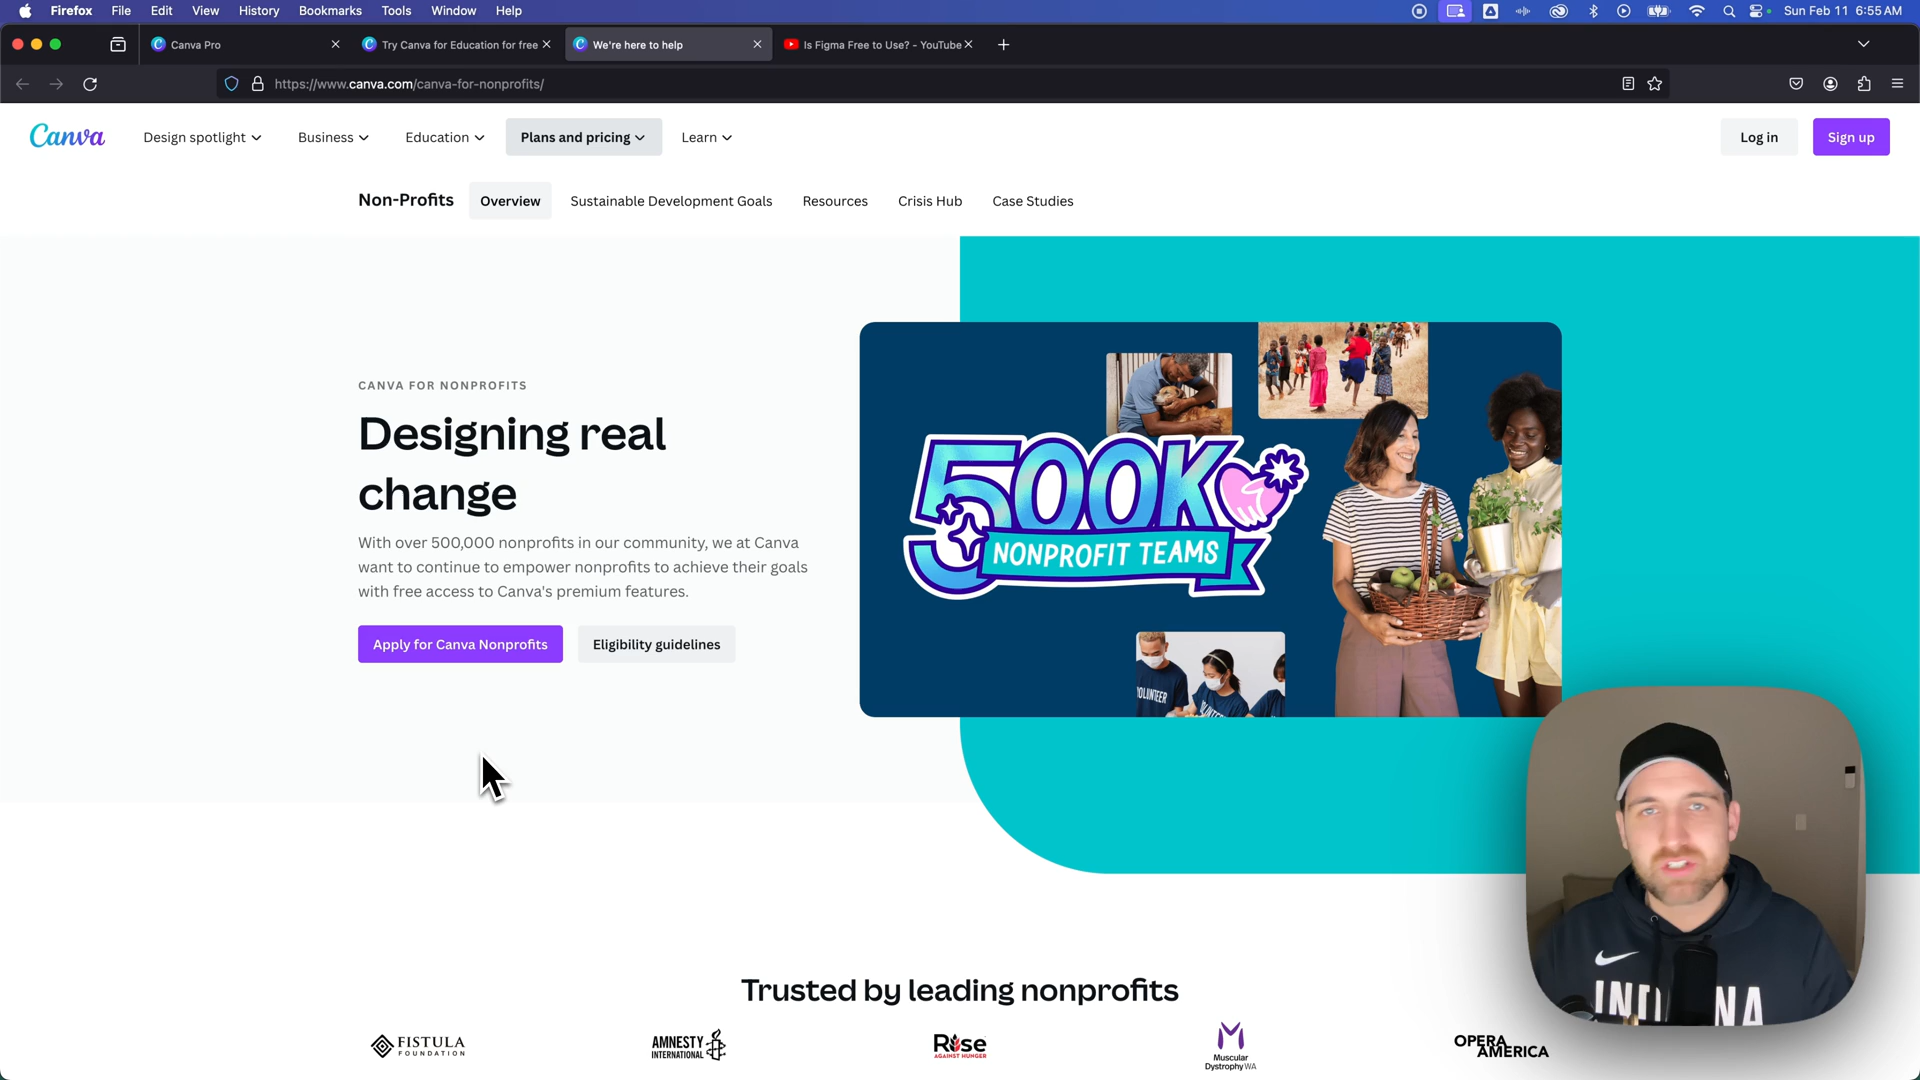 Firefox File Edit View History Bookmarks Tools Window Help Sun Feb 11 6:55 AM
Canva Pro Try Canva for Education for free We're here to help Is Figma Free to Use? - YouTube
https://www.canva.com/canva-for-nonprofits/
Canva Design spotlight Business Education Plans and pricing Learn Log in Sign up
Non-Profits Overview Sustainable Development Goals Resources Crisis Hub Case Studies
CANVA FOR NONPROFITS
Designing real
change
With over 500,000 nonprofits in our community, we at Canva
want to continue to empower nonprofits to achieve their goals
with free access to Canva's premium features.
Apply for Canva Nonprofits Eligibility guidelines
500K
NONPROFIT TEAMS
VOLUNTEER
Trusted by leading nonprofits
FISTULA
FOUNDATION
AMNESTY
INTERNATIONAL
Rise
AGAINST HUNGER
Muscular
Dystrophy WA
OPERA
AMERICA